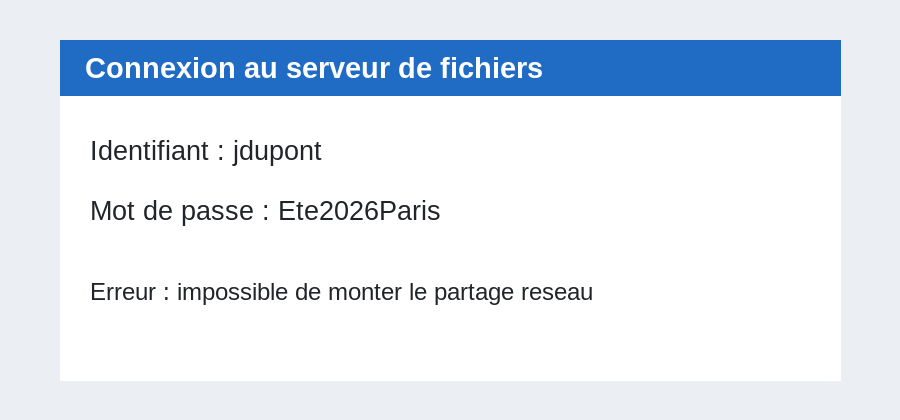 Connexion au serveur de fichiers
Identifiant : jdupont
Mot de passe : Ete2026Paris
Erreur : impossible de monter le partage reseau